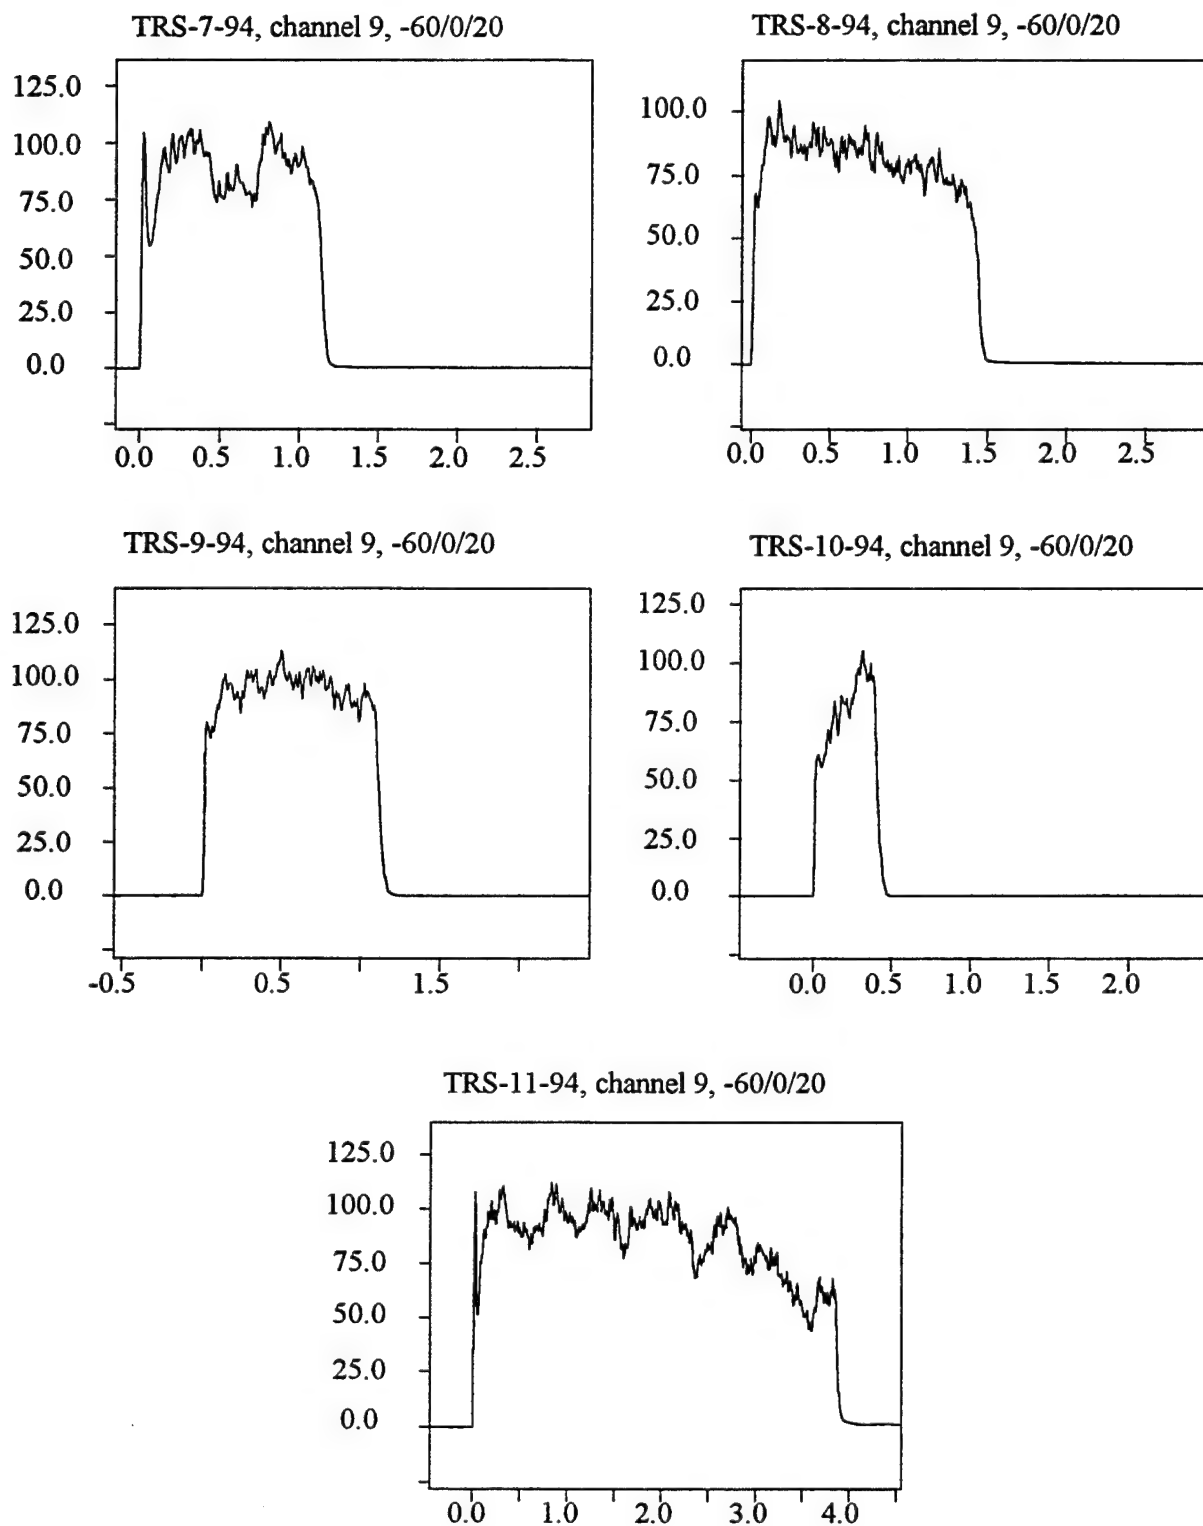 TRS-7-94, channel 9, -60/0/20
125.0
100.0
75.0
50.0
25.0
0.0
0.0 0.5 1.0 1.5 2.0 2.5
TRS-8-94, channel 9, -60/0/20
100.0
75.0
50.0
25.0
0.0
0.0 0.5 1.0 1.5 2.0 2.5
TRS-9-94, channel 9, -60/0/20
125.0
100.0
75.0
50.0
25.0
0.0
-0.5 0.5 1.5
TRS-10-94, channel 9, -60/0/20
125.0
100.0
75.0
50.0
25.0
0.0
0.0 0.5 1.0 1.5 2.0
TRS-11-94, channel 9, -60/0/20
125.0
100.0
75.0
50.0
25.0
0.0
0.0 1.0 2.0 3.0 4.0